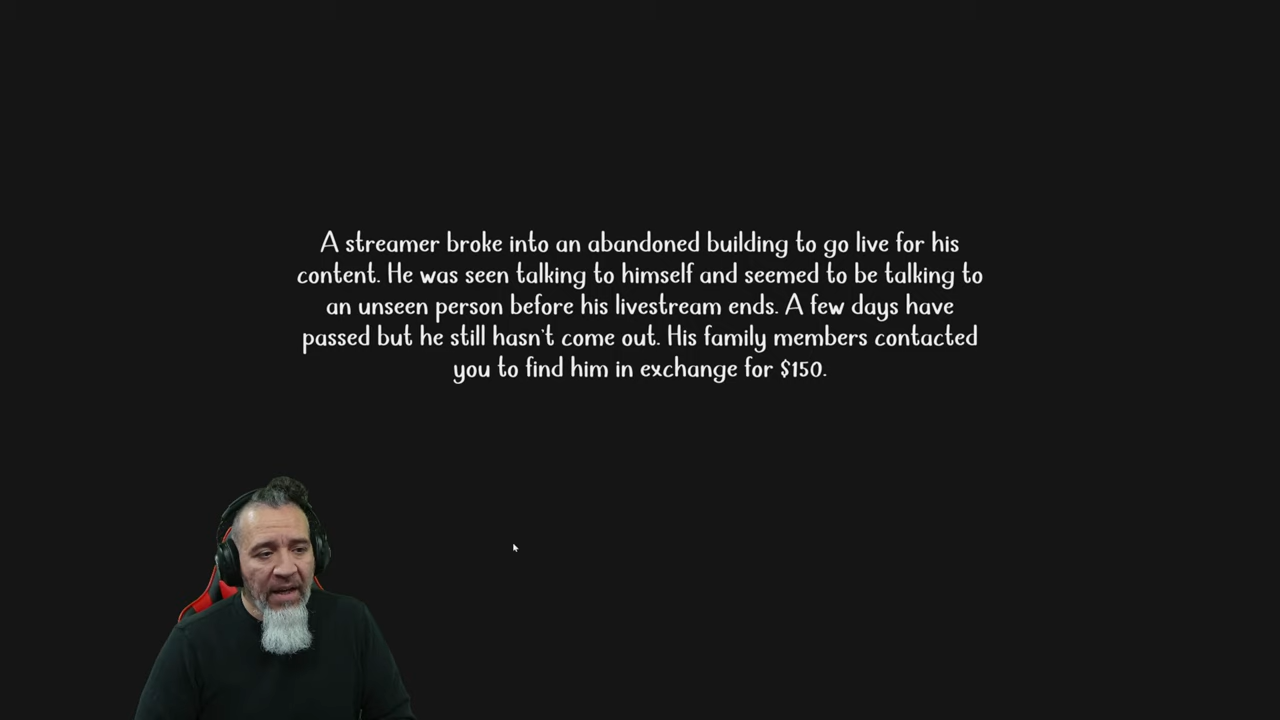 A streamer broke into an abandoned building to go live for his
content. He was seen talking to himself and seemed to be talking to
an unseen person before his livestream ends. A few days have
passed but he still hasn't come out. His family members contacted
you to find him in exchange for $150.